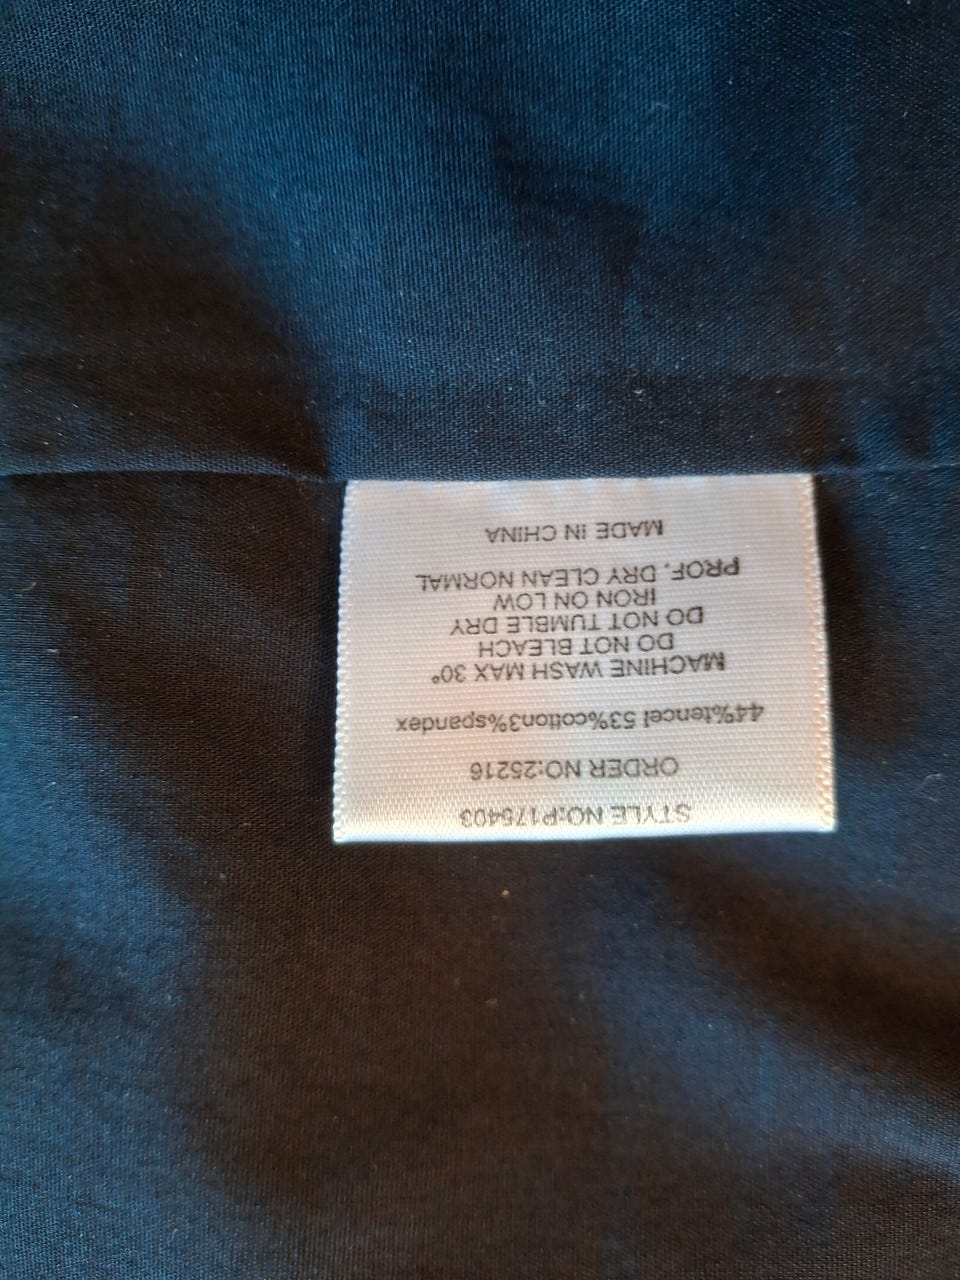 STYLE NO:P175403
ORDER NO:25216
44%tencel 53%cotton3%spandex
MACHINE WASH MAX 30°
DO NOT BLEACH
DO NOT TUMBLE DRY
IRON ON LOW
PROF. DRY CLEAN NORMAL
MADE IN CHINA